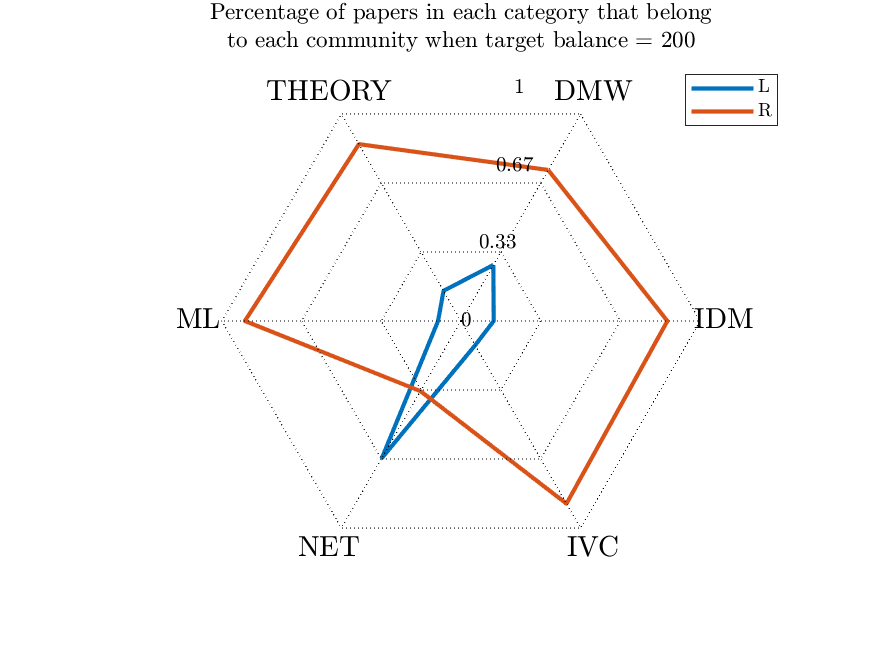 Percentage of papers in each category that belong
to each community when target balance = 200
L
R
THEORY
1
DMW
0.67
0.33
ML
0
IDM
NET
IVC